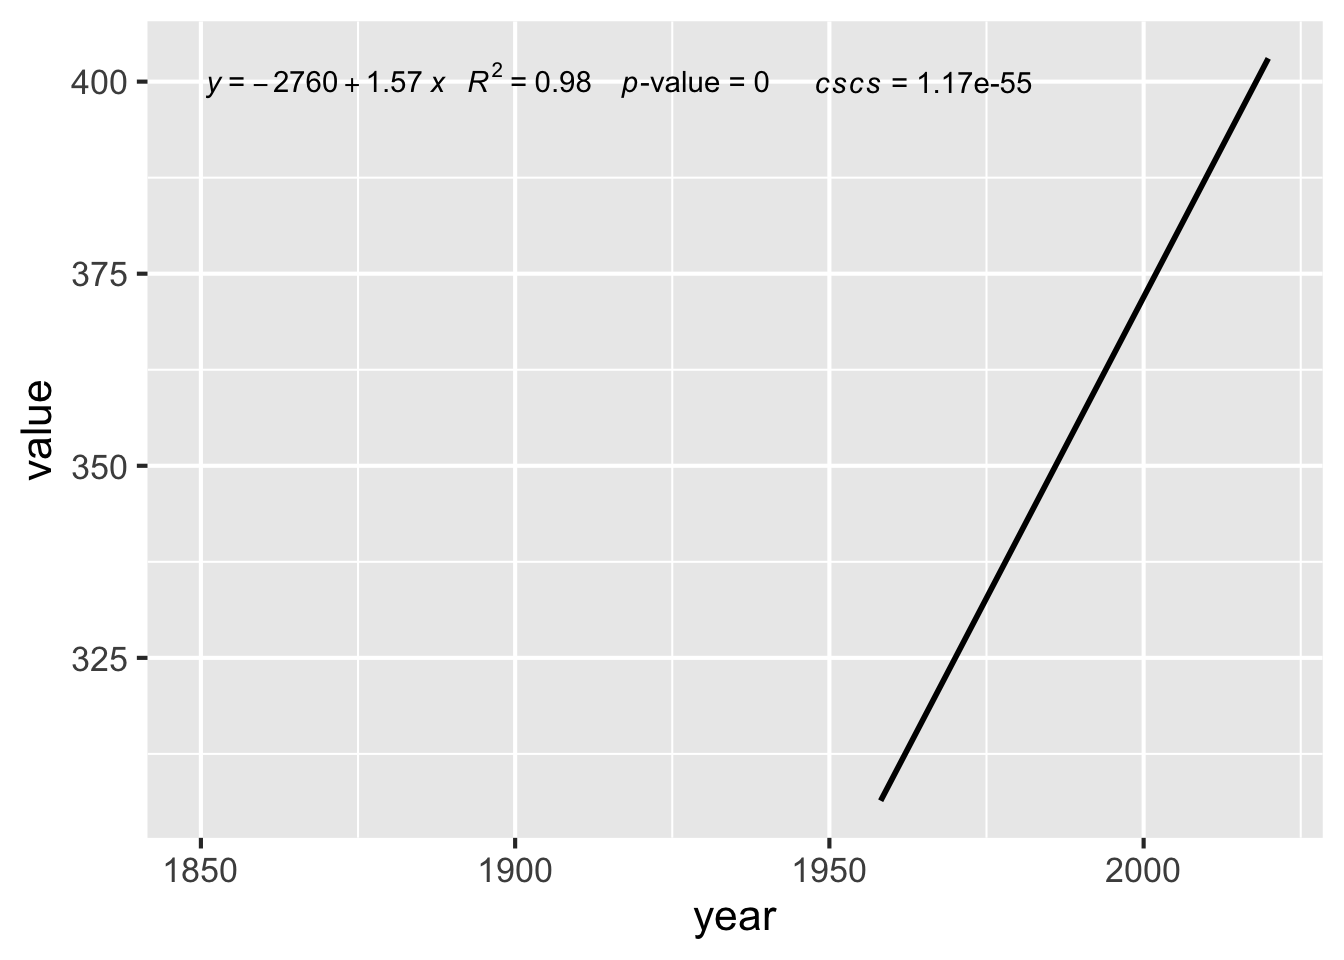 y = −2760 + 1.57 x R² = 0.98 p-value = 0 cscs = 1.17e-55
400
375
350
325
value
1850 1900 1950 2000
year